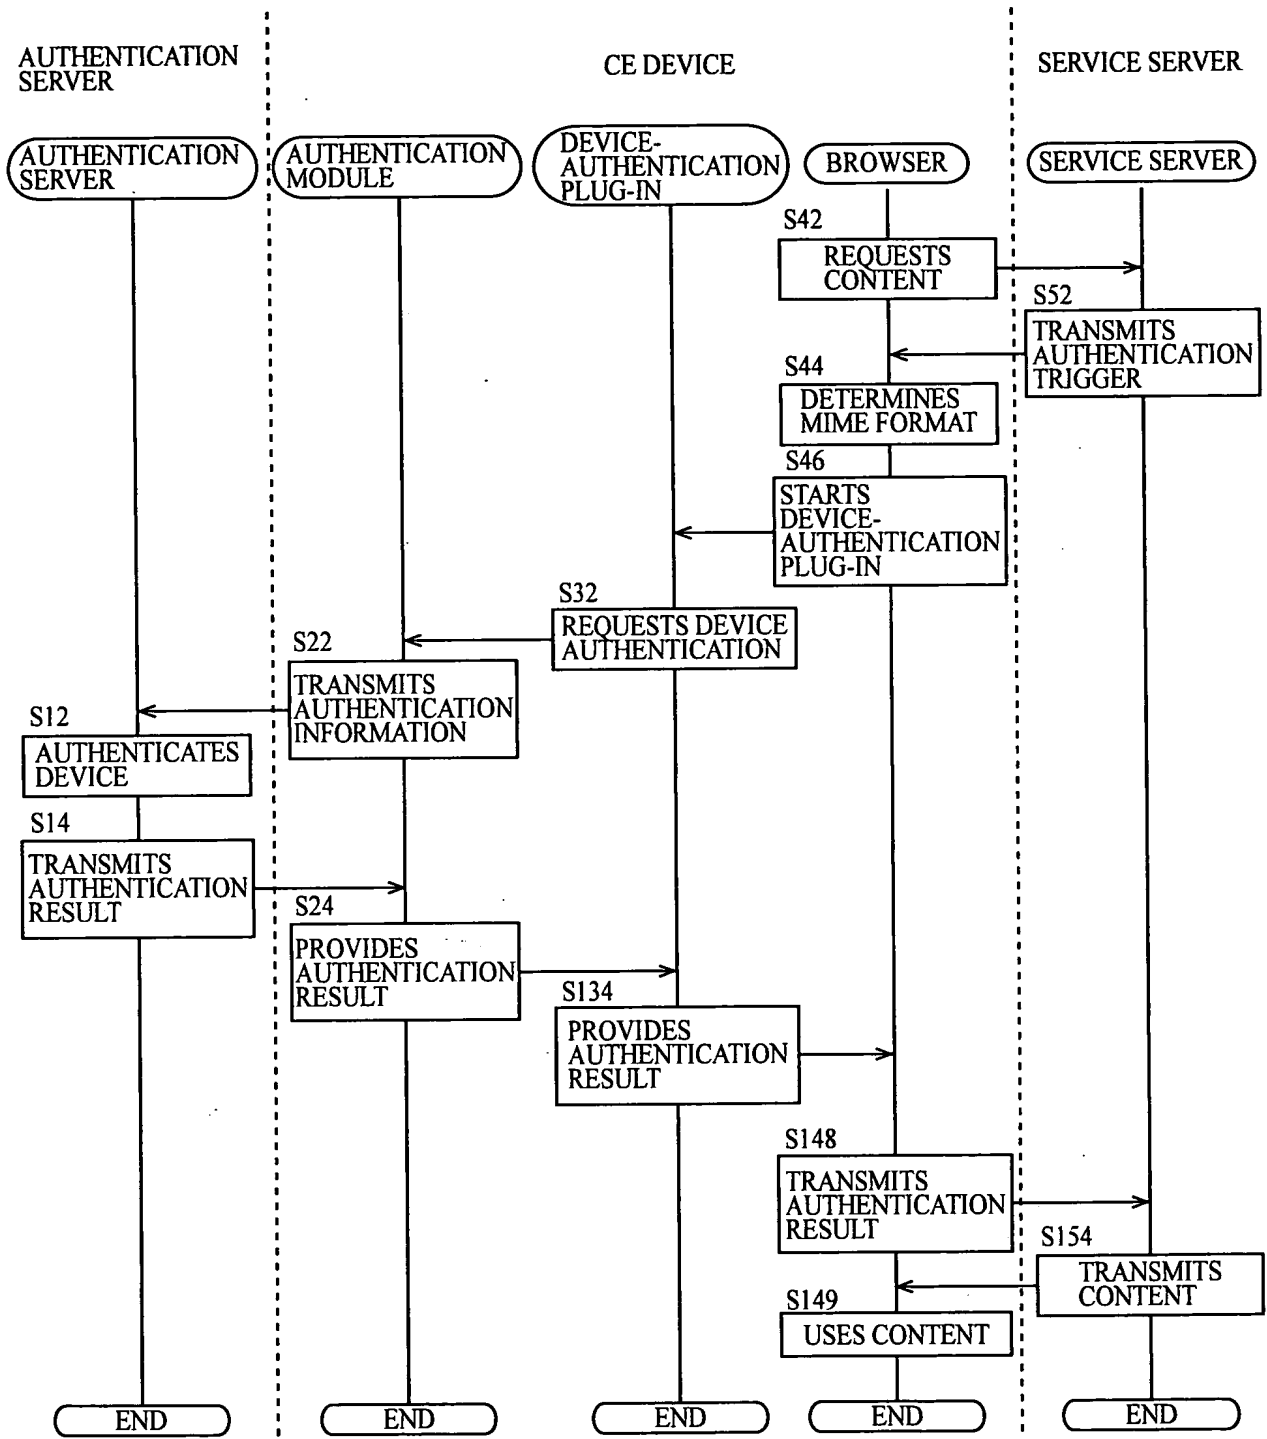 AUTHENTICATION
SERVER
CE DEVICE
SERVICE SERVER
AUTHENTICATION
SERVER
AUTHENTICATION
MODULE
DEVICE-
AUTHENTICATION
PLUG-IN
BROWSER
SERVICE SERVER
S42
REQUESTS
CONTENT
S52
TRANSMITS
AUTHENTICATION
TRIGGER
S44
DETERMINES
MIME FORMAT
S46
STARTS
DEVICE-
AUTHENTICATION
PLUG-IN
S32
REQUESTS DEVICE
AUTHENTICATION
S22
TRANSMITS
AUTHENTICATION
INFORMATION
S12
AUTHENTICATES
DEVICE
S14
TRANSMITS
AUTHENTICATION
RESULT
S24
PROVIDES
AUTHENTICATION
RESULT
S134
PROVIDES
AUTHENTICATION
RESULT
S148
TRANSMITS
AUTHENTICATION
RESULT
S154
TRANSMITS
CONTENT
S149
USES CONTENT
END
END
END
END
END